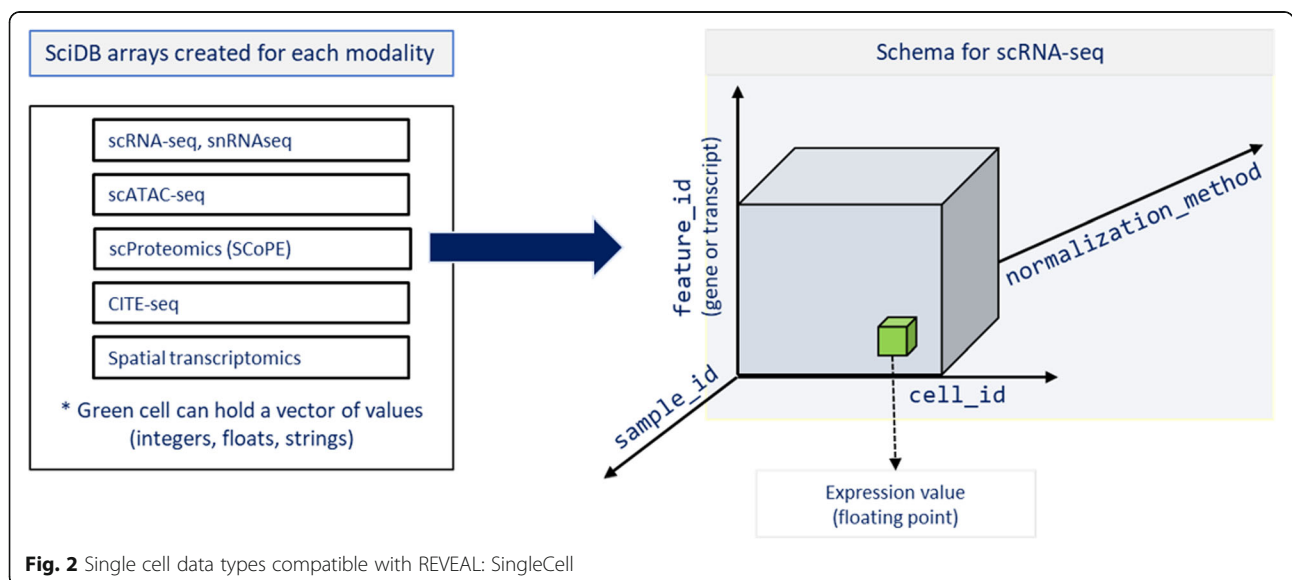 SciDB arrays created for each modality
scRNA-seq, snRNAseq
scATAC-seq
scProteomics (SCoPE)
CITE-seq
Spatial transcriptomics
* Green cell can hold a vector of values
(integers, floats, strings)
Schema for scRNA-seq
feature_id
(gene or transcript)
normalization_method
cell_id
sample_id
Expression value
(floating point)
Fig. 2 Single cell data types compatible with REVEAL: SingleCell